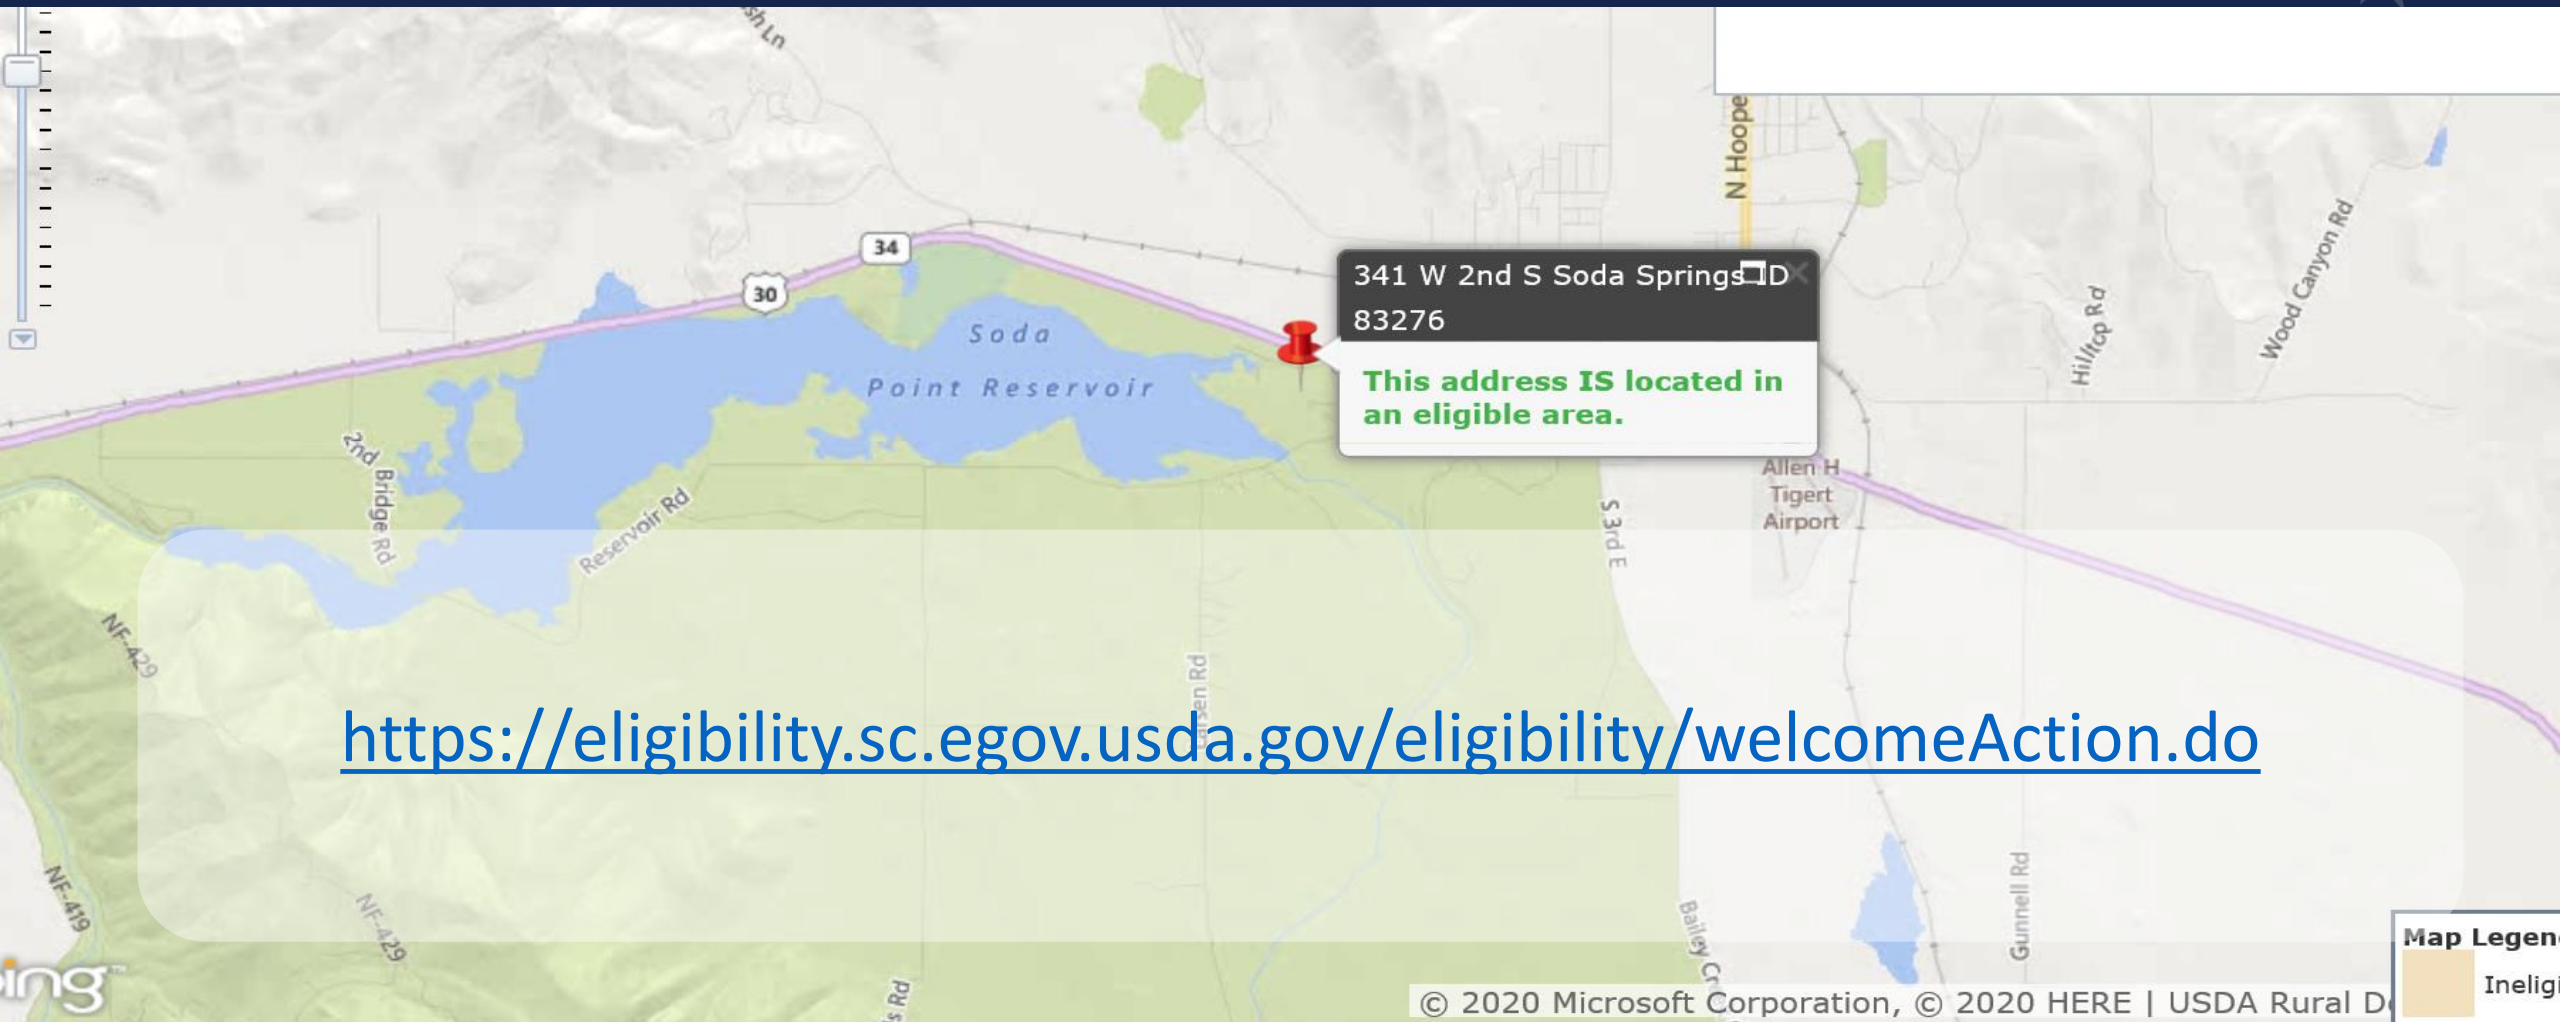 N Hoope
34
30
341 W 2nd S Soda Springs ID
83276
This address IS located in
an eligible area.
Soda
Point Reservoir
Hilltop Rd
Wood Canyon Rd
2nd Bridge Rd
Reservoir Rd
Allen H
Tigert
Airport
S 3rd E
NF-429
https://eligibility.sc.egov.usda.gov/eligibility/welcomeAction.do
NF-419
NF-429
Gunnell Rd
Map Legen
Ineligi
© 2020 Microsoft Corporation, © 2020 HERE | USDA Rural D